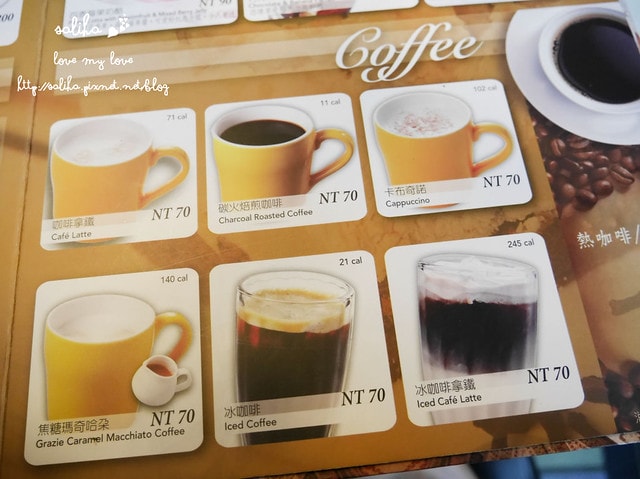 saliha
love my love
http://saliha.pixnet.net/blog
NT 90
Coffee
71 cal
咖啡拿鐵
NT 70
Café Latte
11 cal
碳火焙煎咖啡
NT 70
Charcoal Roasted Coffee
102 cal
卡布奇諾
NT 70
Cappuccino
熱咖啡/
140 cal
焦糖瑪奇哈朶
NT 70
Grazie Caramel Macchiato Coffee
21 cal
冰咖啡
NT 70
Iced Coffee
245 cal
冰咖啡拿鐵
NT 70
Iced Café Latte